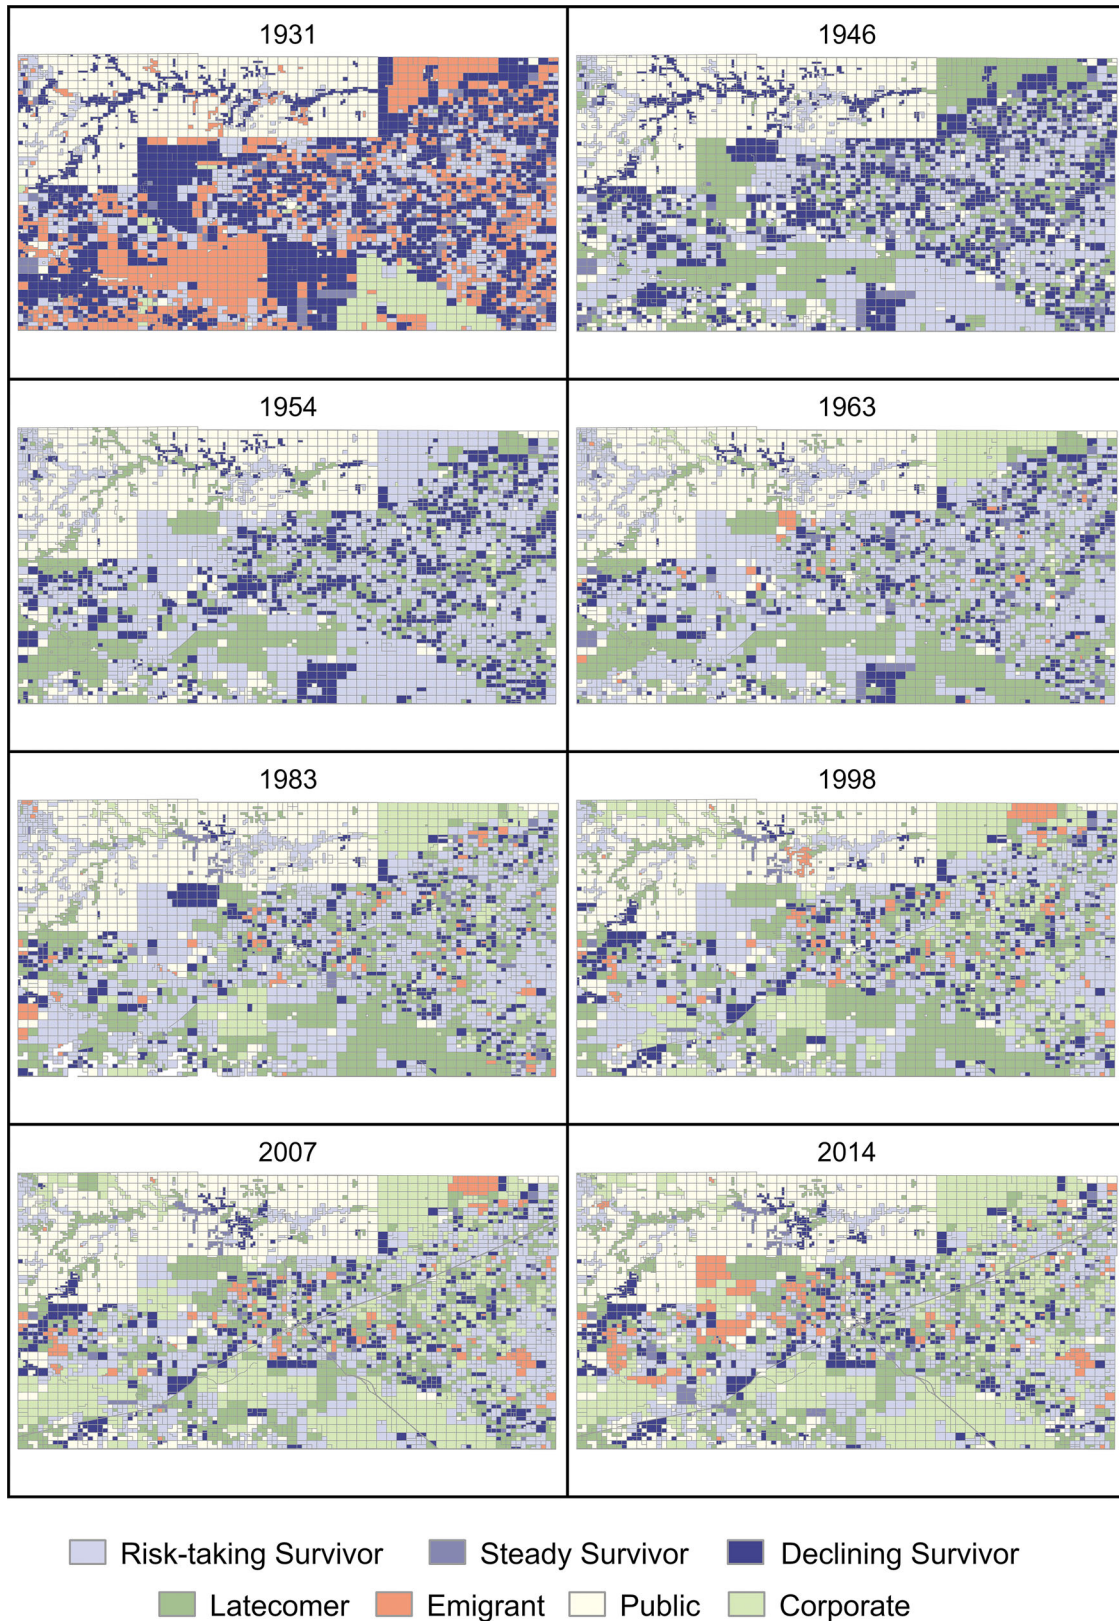 1931
1946
1954
1963
1983
1998
2007
2014
Risk-taking Survivor
Steady Survivor
Declining Survivor
Latecomer
Emigrant
Public
Corporate